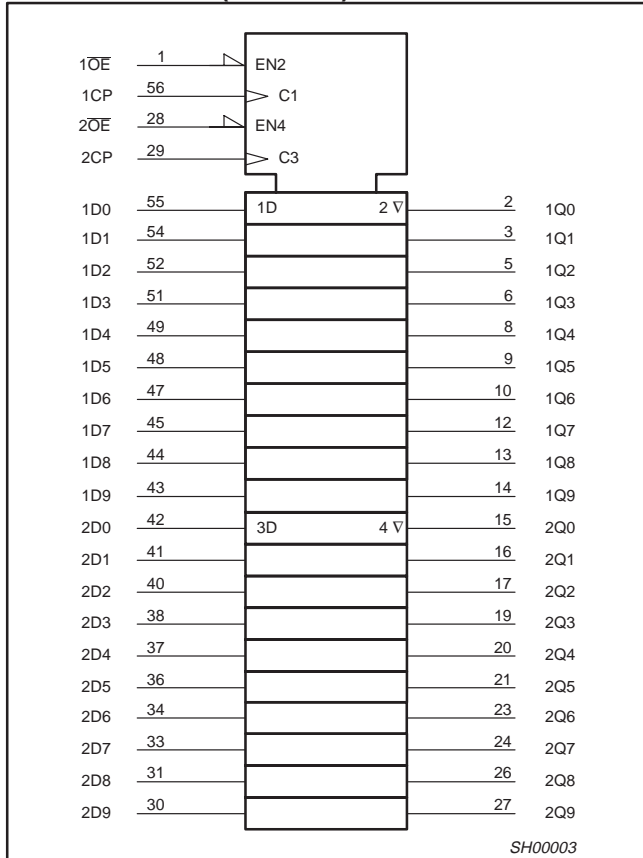 1O̅E̅ 1 EN2
1CP 56 C1
2O̅E̅ 28 EN4
2CP 29 C3
1D0 55 1D 2 ∇ 2 1Q0
1D1 54 3 1Q1
1D2 52 5 1Q2
1D3 51 6 1Q3
1D4 49 8 1Q4
1D5 48 9 1Q5
1D6 47 10 1Q6
1D7 45 12 1Q7
1D8 44 13 1Q8
1D9 43 14 1Q9
2D0 42 3D 4 ∇ 15 2Q0
2D1 41 16 2Q1
2D2 40 17 2Q2
2D3 38 19 2Q3
2D4 37 20 2Q4
2D5 36 21 2Q5
2D6 34 23 2Q6
2D7 33 24 2Q7
2D8 31 26 2Q8
2D9 30 27 2Q9
SH00003